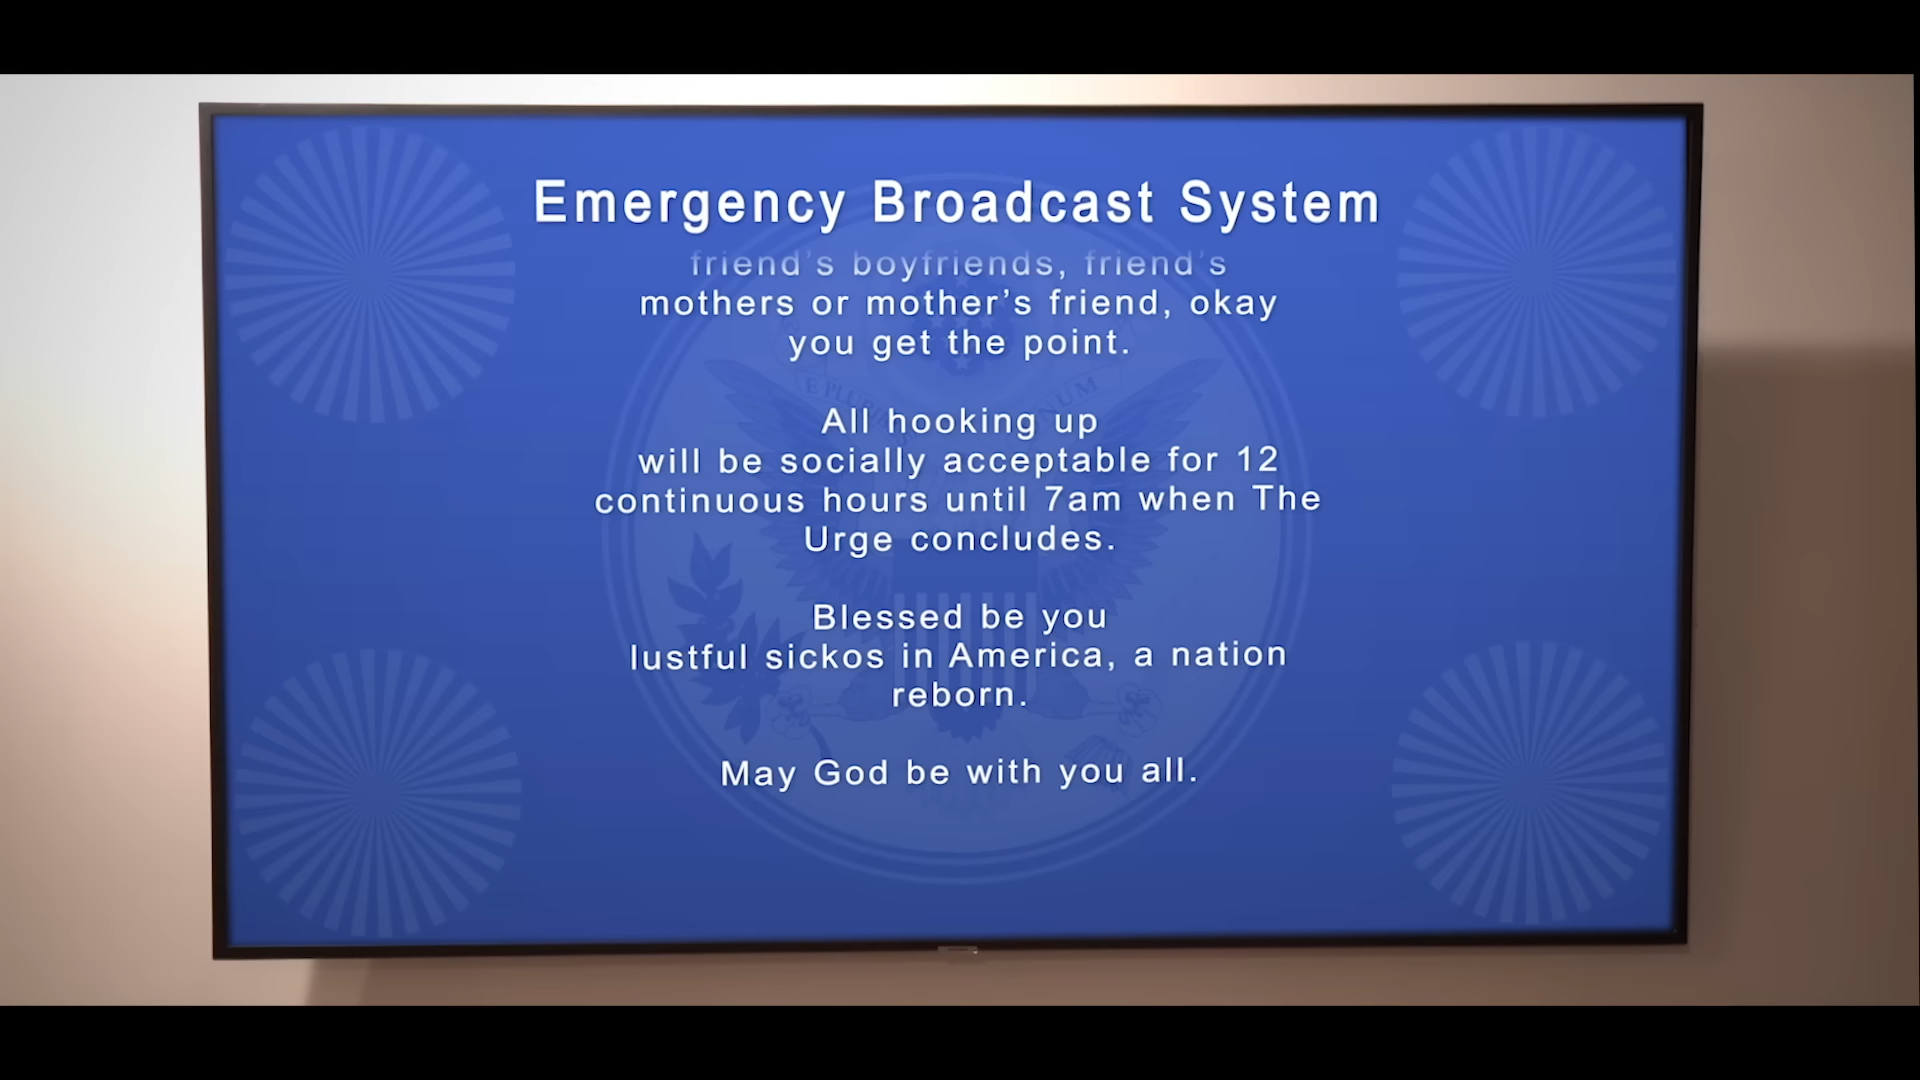 Emergency Broadcast System
friend's boyfriends, friend's
mothers or mother's friend, okay
you get the point.
All hooking up
will be socially acceptable for 12
continuous hours until 7am when The
Urge concludes.
Blessed be you
lustful sickos in America, a nation
reborn.
May God be with you all.